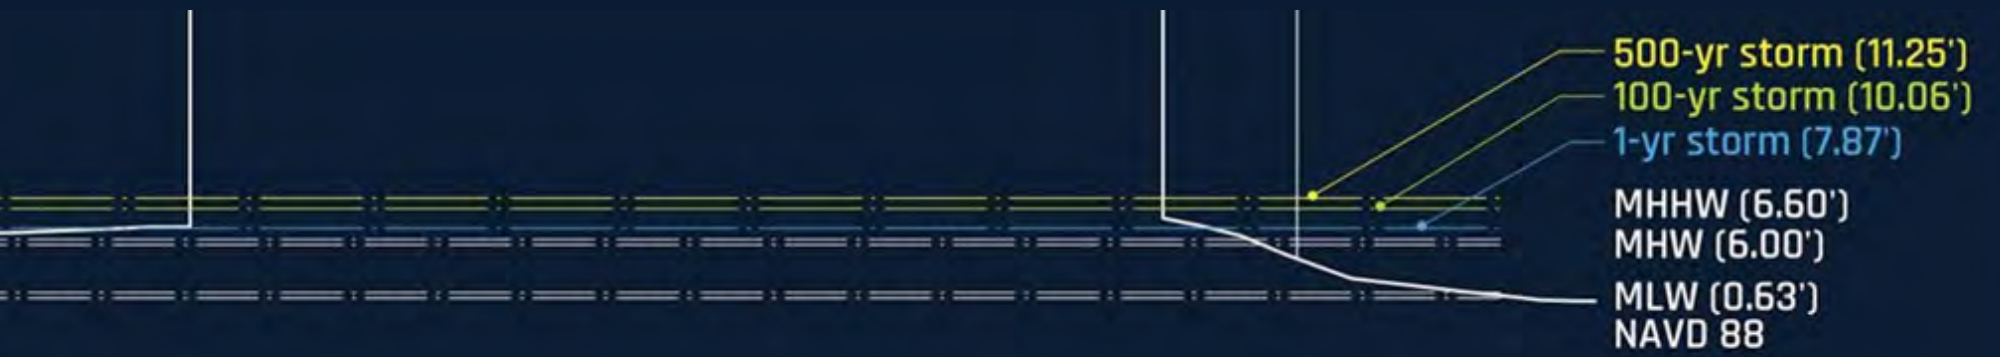 500-yr storm (11.25')
100-yr storm (10.06')
1-yr storm (7.87')
MHHW (6.60')
MHW (6.00')
MLW (0.63')
NAVD 88